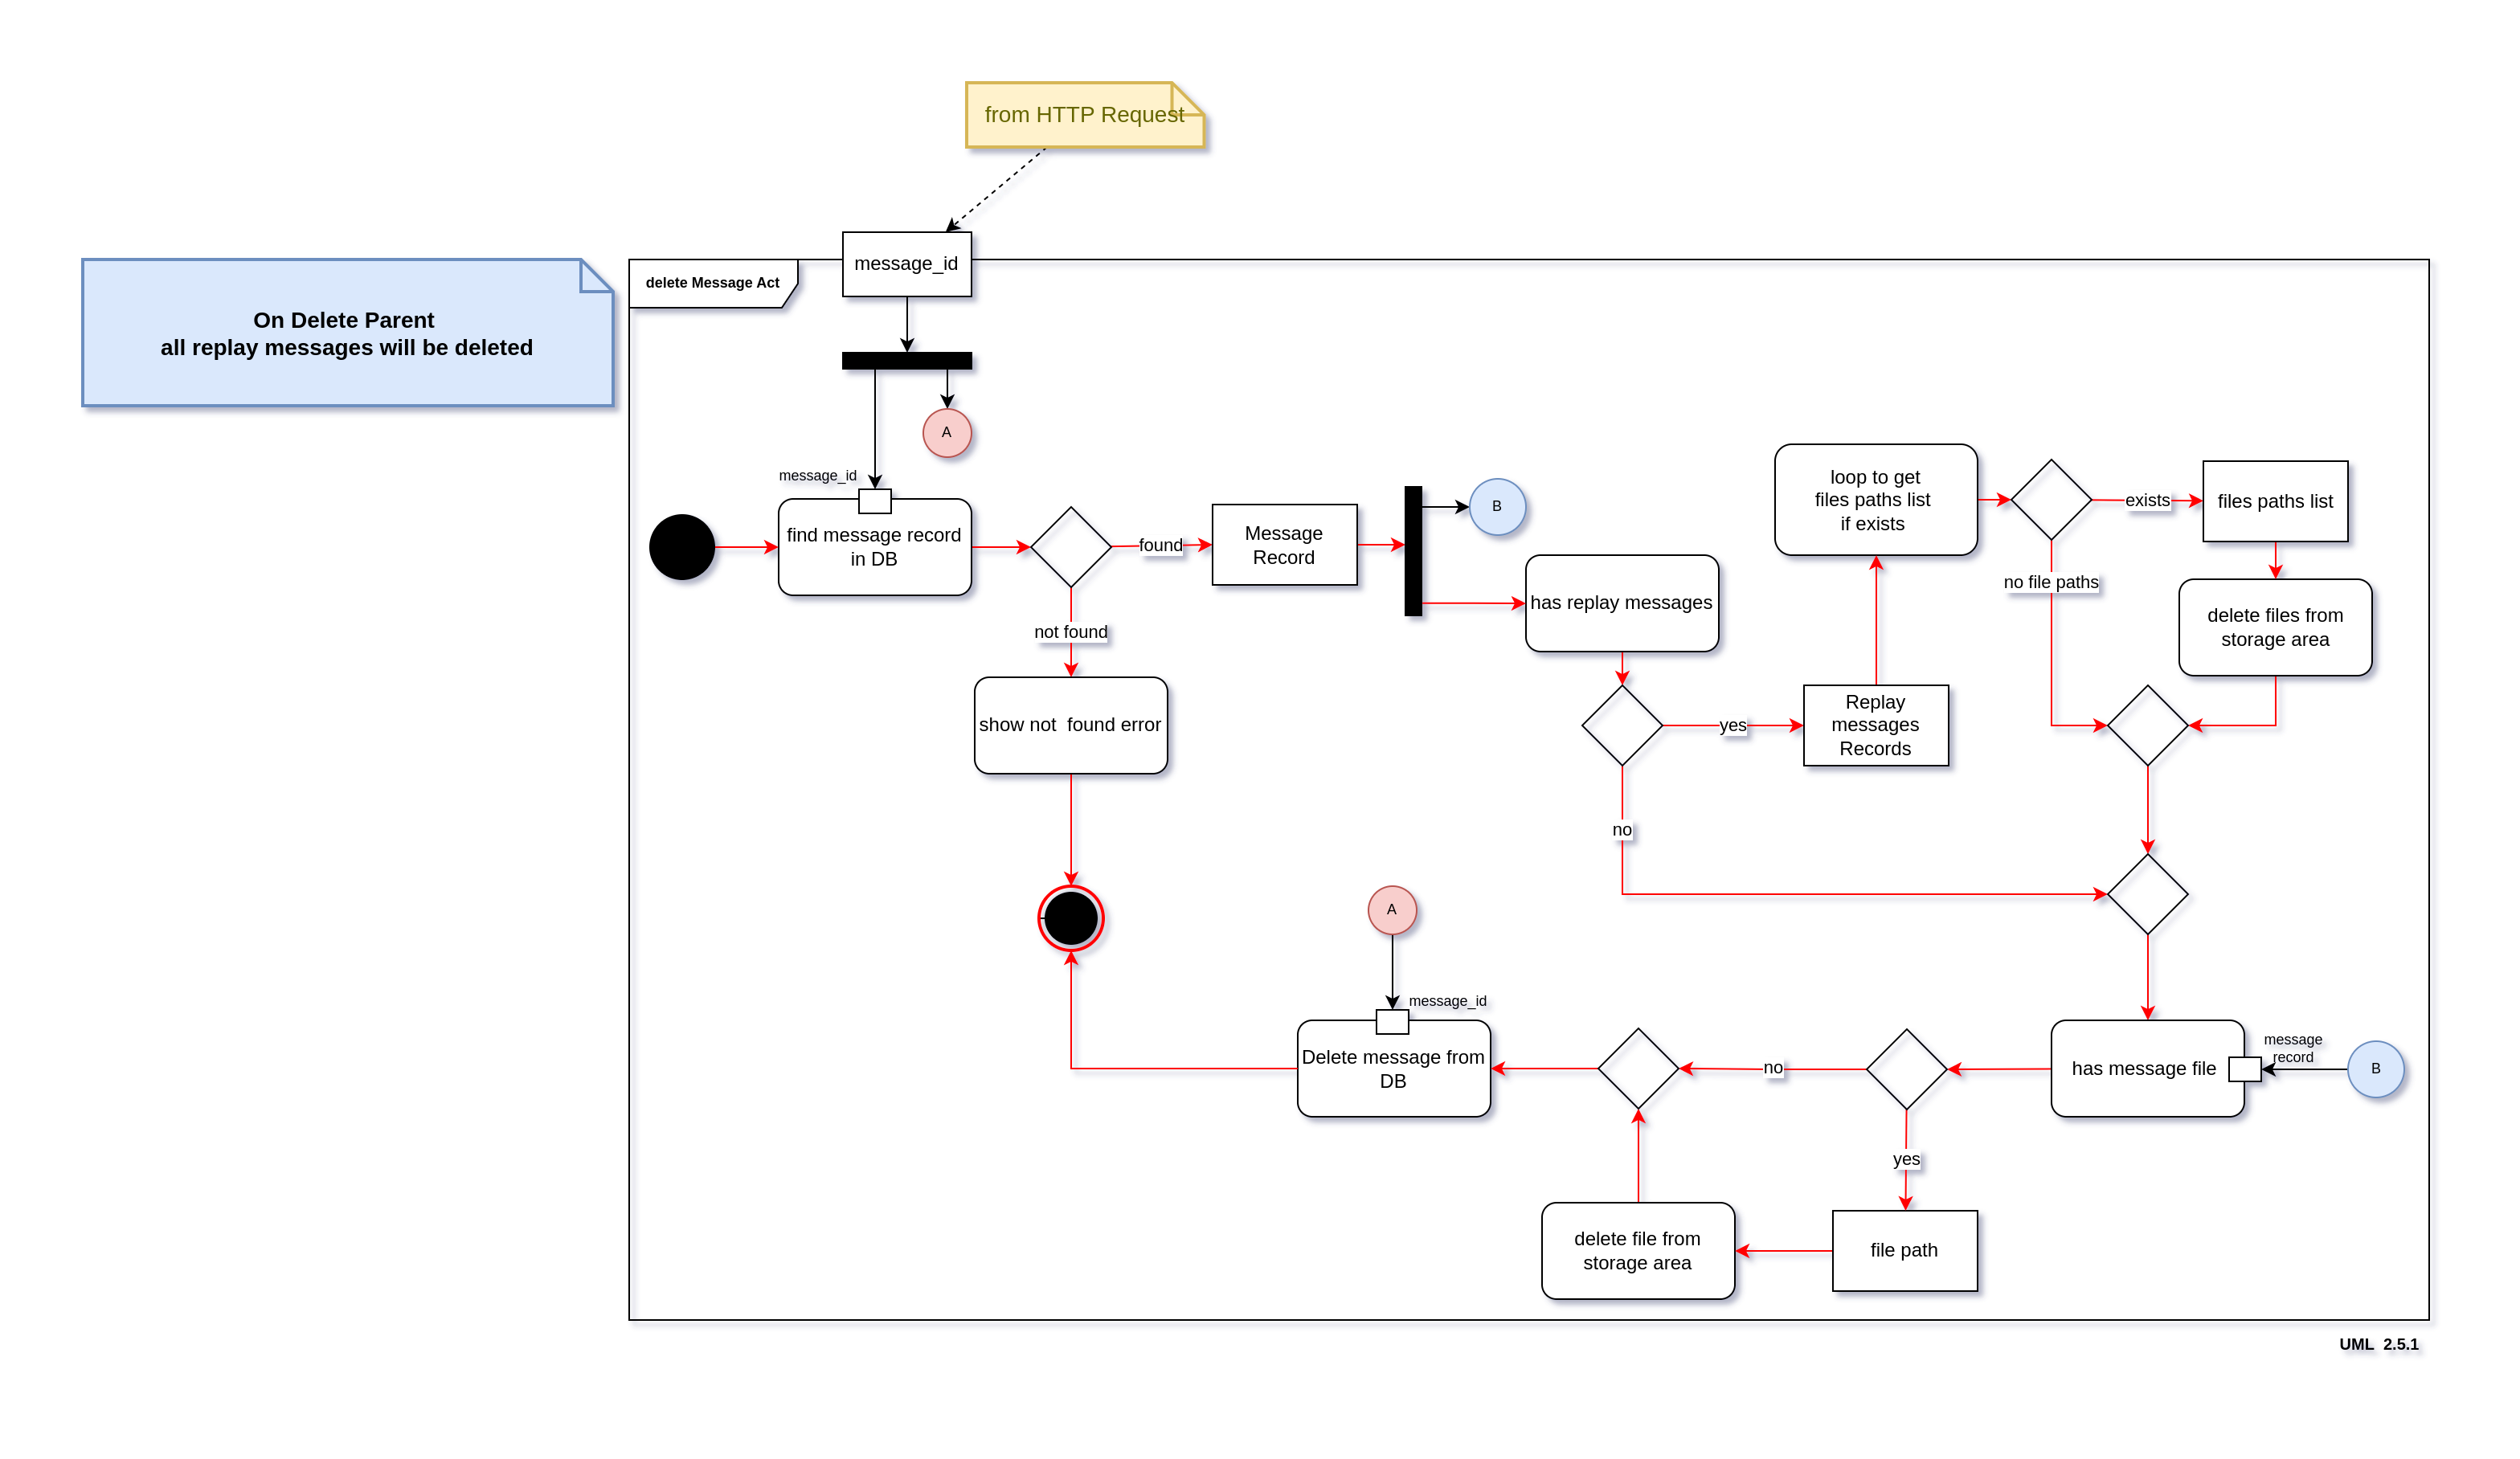 from HTTP Request
message_id
delete Message Act
On Delete Parent
all replay messages will be deleted
A
message_id
find message record
in DB
found
not found
Message
Record
B
has replay messages
loop to get
files paths list
if exists
exists
files paths list
no file paths
delete files from
storage area
show not  found error
yes
Replay
messages
Records
no
A
message_id
Delete message from
DB
no
has message file
message
record
B
yes
delete file from
storage area
file path
UML  2.5.1